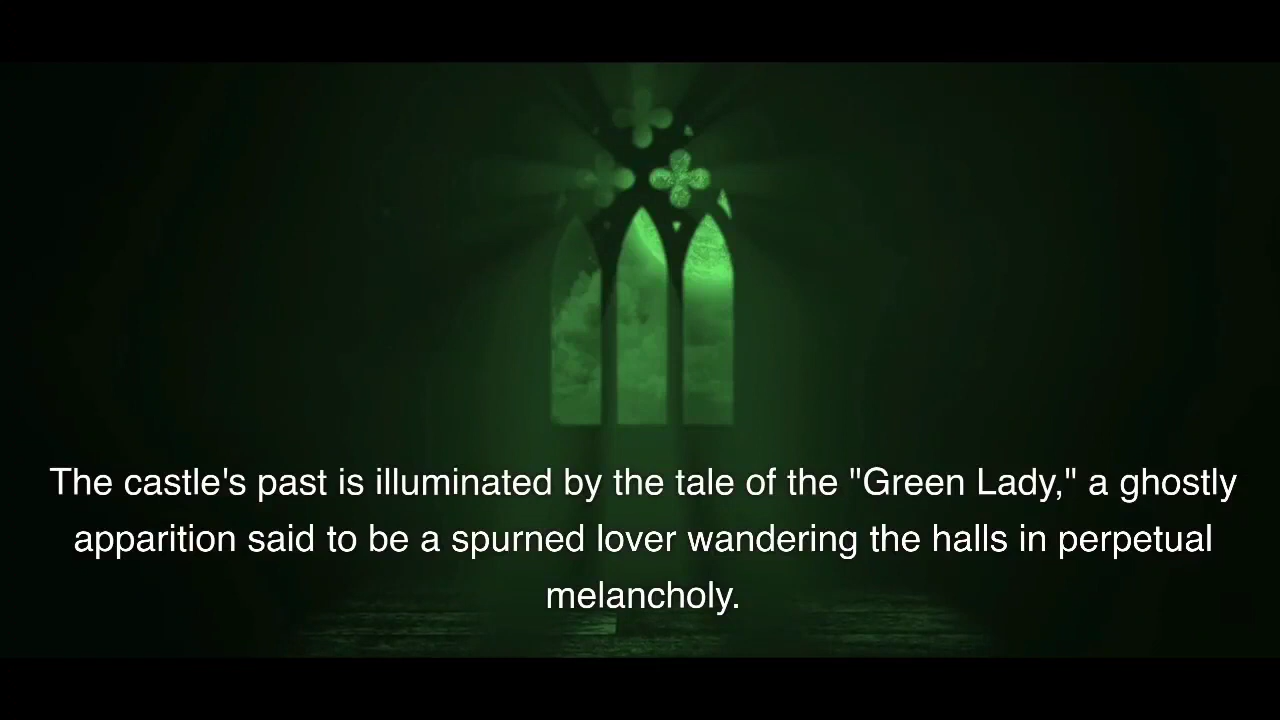 The castle's past is illuminated by the tale of the "Green Lady," a ghostly
apparition said to be a spurned lover wandering the halls in perpetual
melancholy.